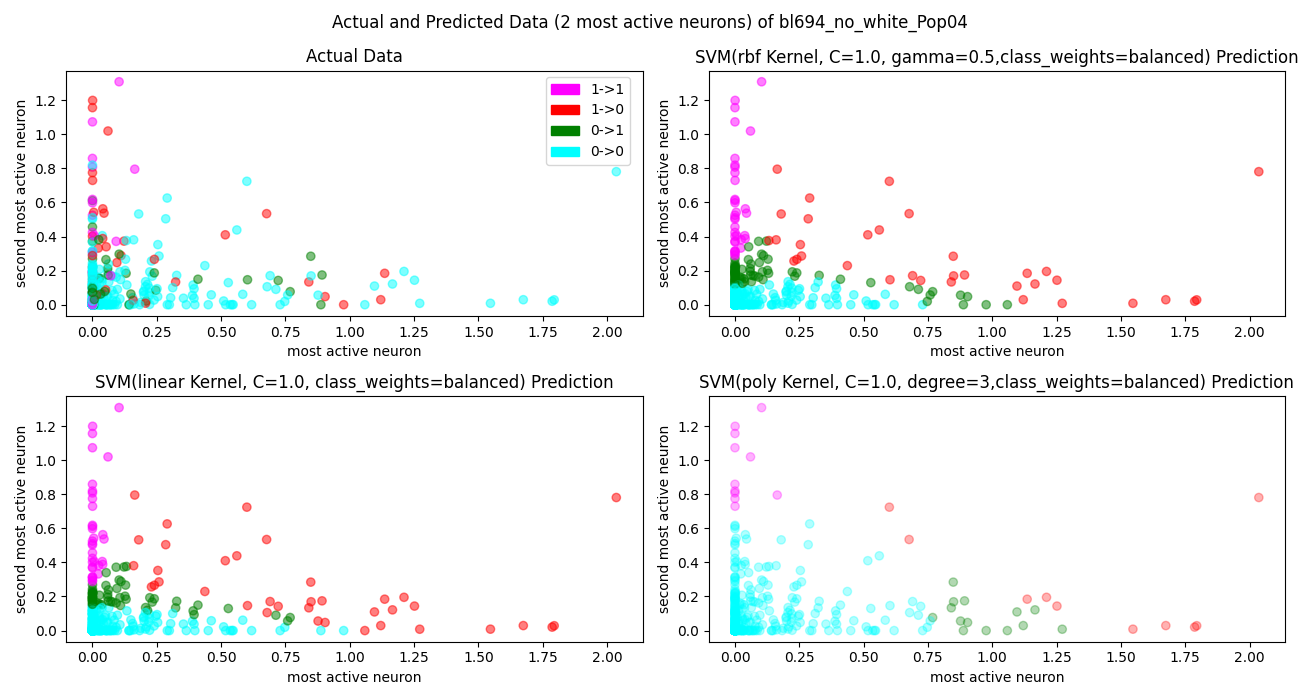 Actual and Predicted Data (2 most active neurons) of bl694_no_white_Pop04
Actual Data
second most active neuron
1.2
1.0
0.8
0.6
0.4
0.2
0.0
1->1
1->0
0->1
0->0
0.00 0.25 0.50 0.75 1.00 1.25 1.50 1.75 2.00
most active neuron
SVM(rbf Kernel, C=1.0, gamma=0.5,class_weights=balanced) Prediction
second most active neuron
1.2
1.0
0.8
0.6
0.4
0.2
0.0
0.00 0.25 0.50 0.75 1.00 1.25 1.50 1.75 2.00
most active neuron
SVM(linear Kernel, C=1.0, class_weights=balanced) Prediction
second most active neuron
1.2
1.0
0.8
0.6
0.4
0.2
0.0
0.00 0.25 0.50 0.75 1.00 1.25 1.50 1.75 2.00
most active neuron
SVM(poly Kernel, C=1.0, degree=3,class_weights=balanced) Prediction
second most active neuron
1.2
1.0
0.8
0.6
0.4
0.2
0.0
0.00 0.25 0.50 0.75 1.00 1.25 1.50 1.75 2.00
most active neuron